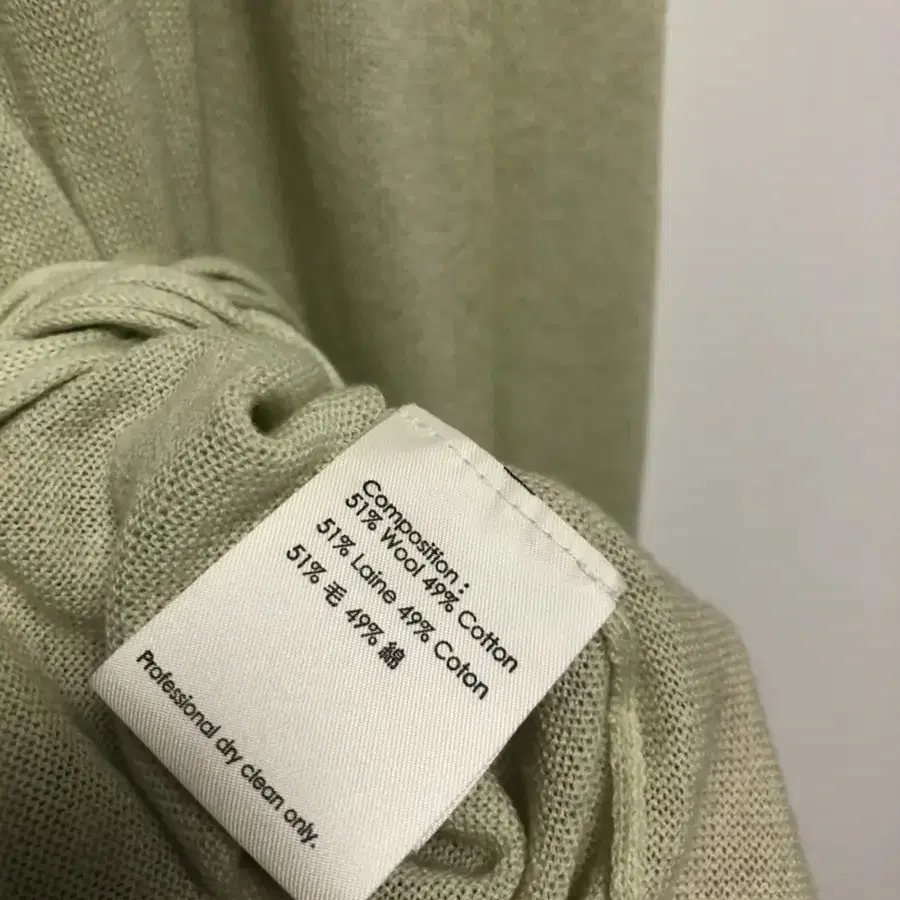 Composition :
51% Wool 49% Cotton
51% Laine 49% Coton
51% 毛 49% 綿
Professional dry clean only.